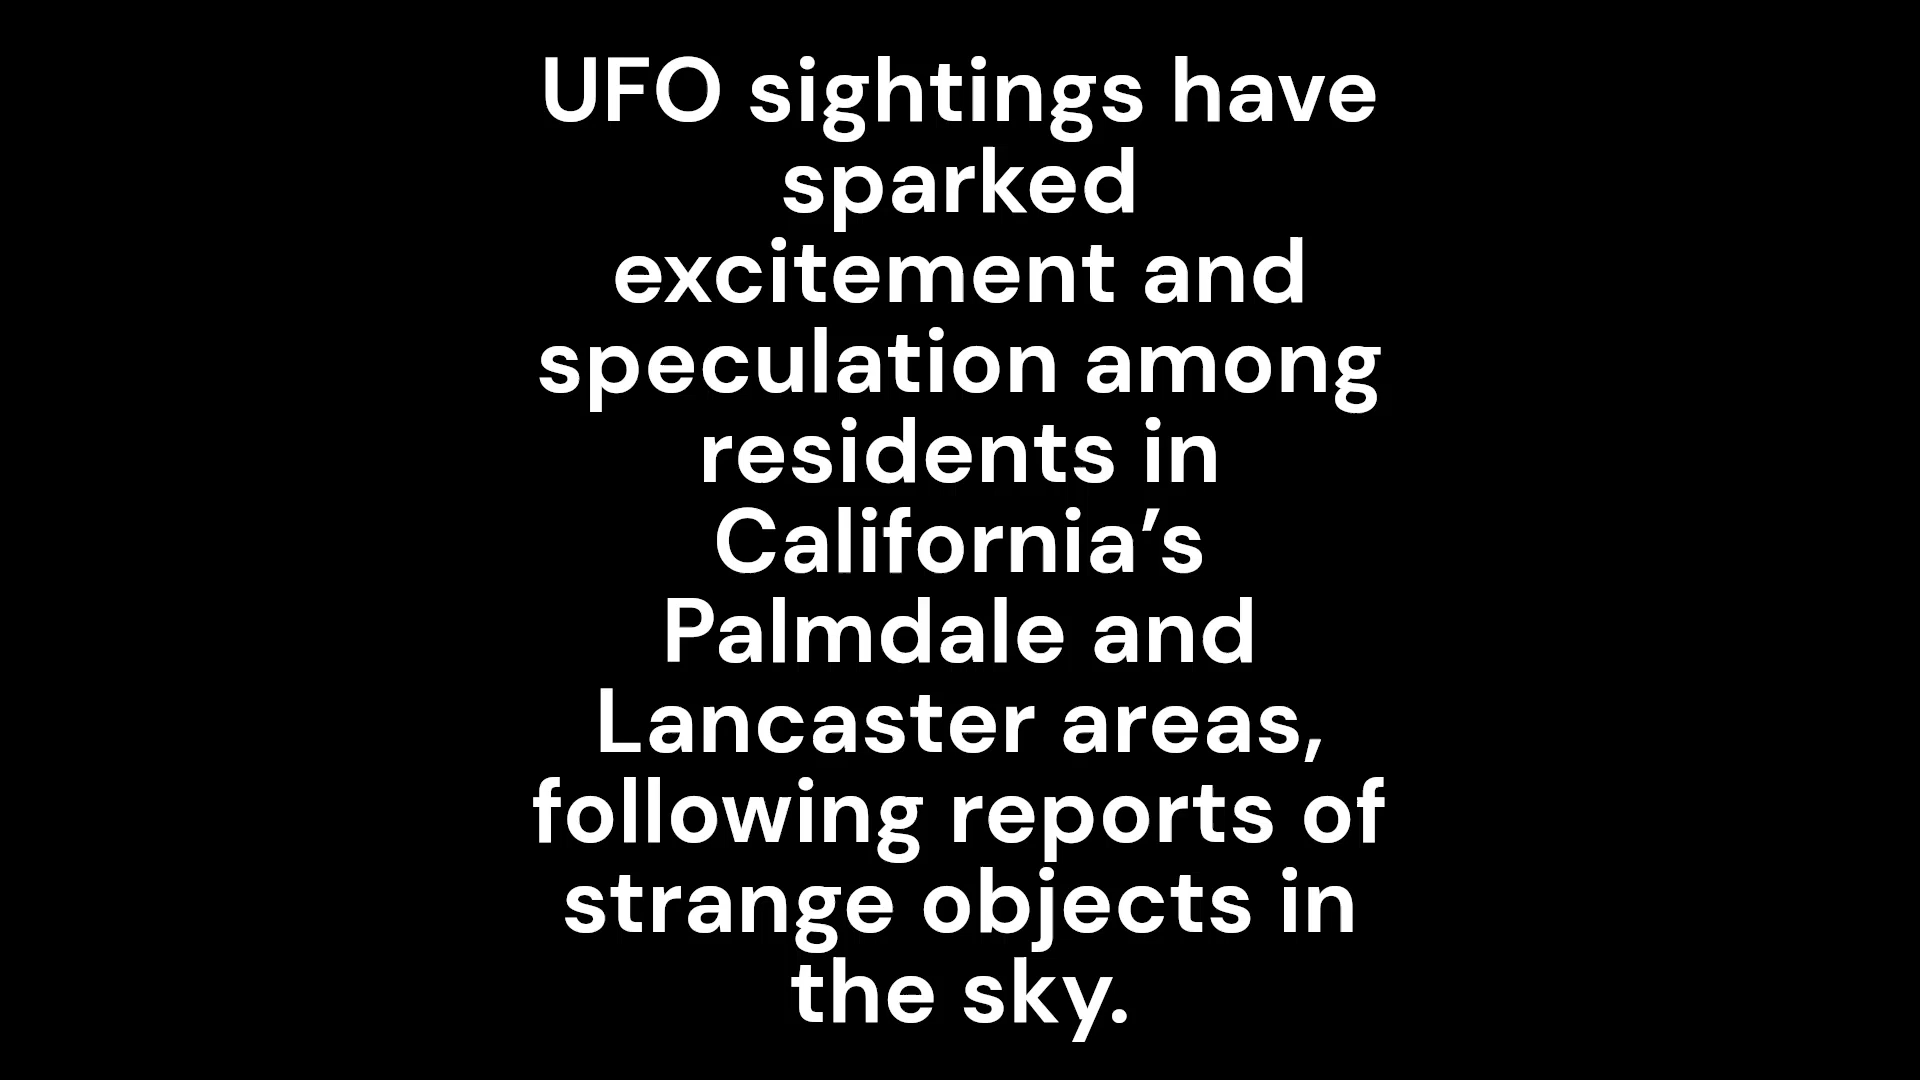 UFO sightings have
sparked
excitement and
speculation among
residents in
California’s
Palmdale and
Lancaster areas,
following reports of
strange objects in
the sky.